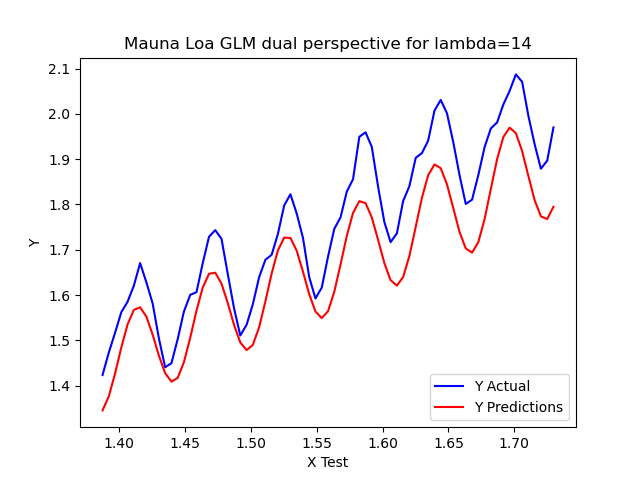 Mauna Loa GLM dual perspective for lambda=14
2.1
2.0
1.9
1.8
1.7
1.6
1.5
1.4
Y
1.40 1.45 1.50 1.55 1.60 1.65 1.70
X Test
Y Actual
Y Predictions